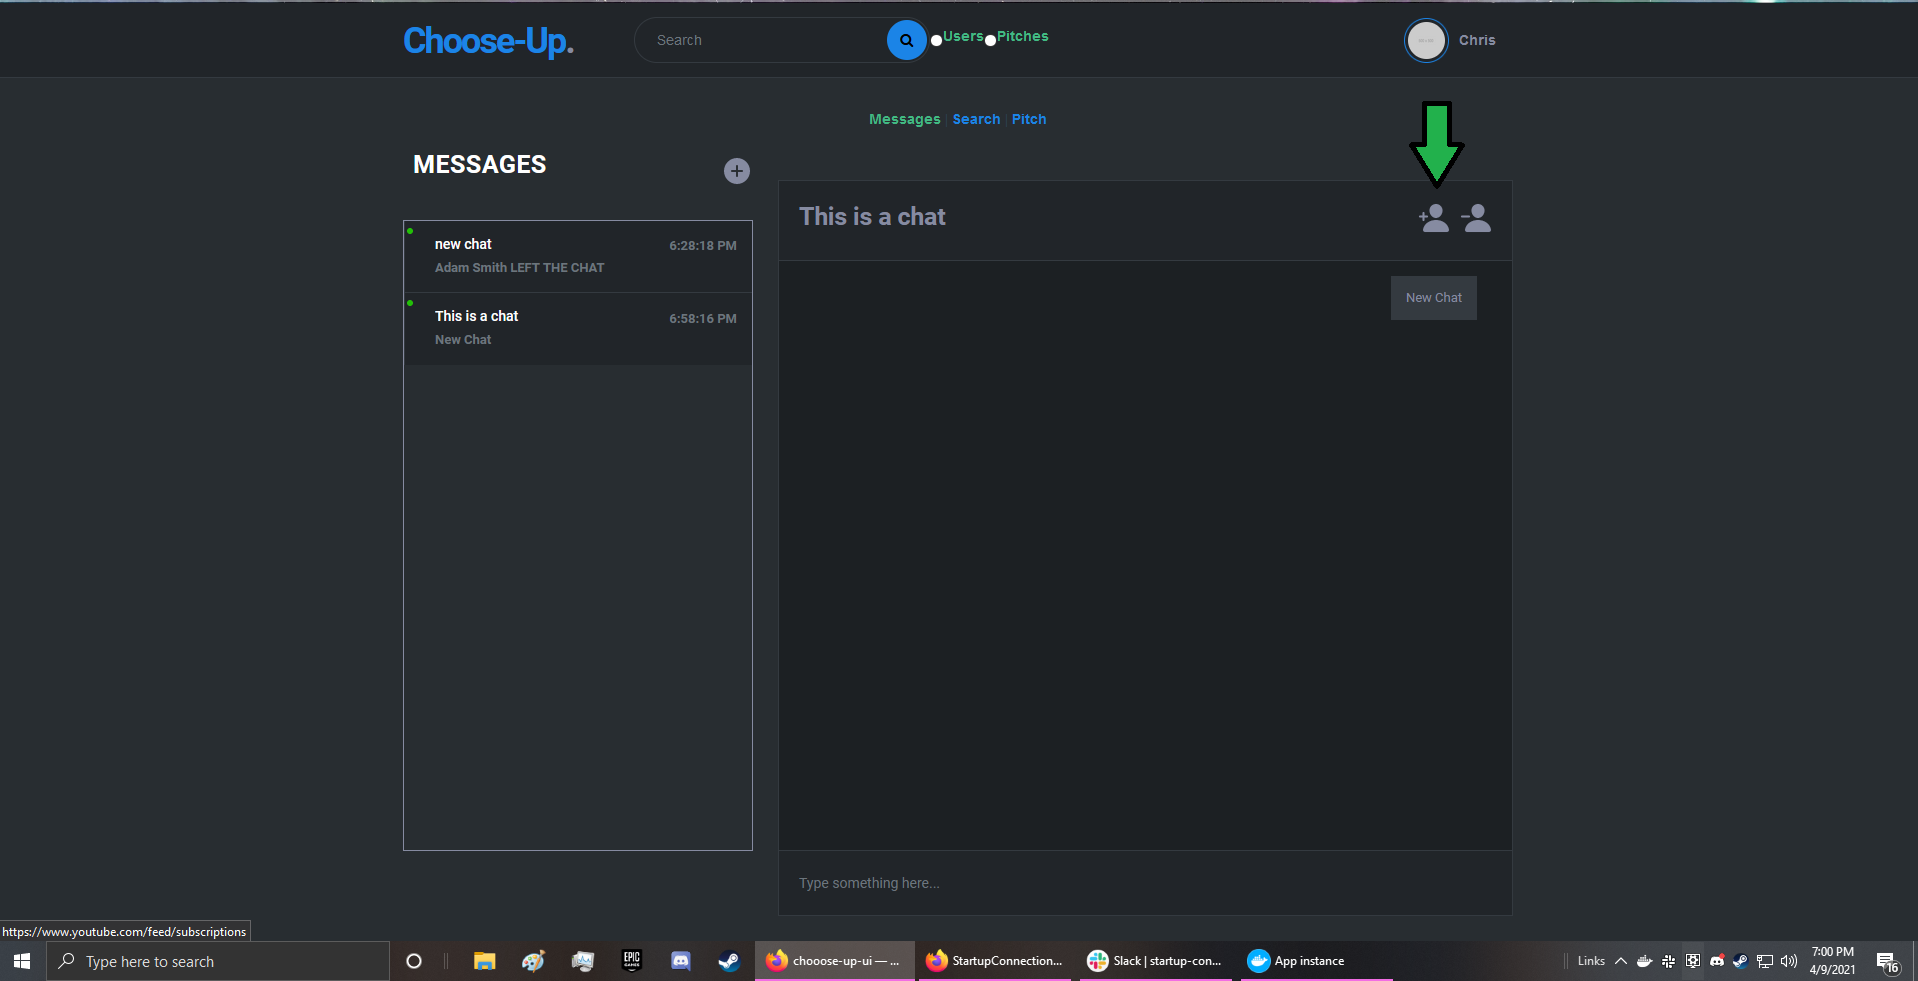 Choose-Up.
Search
Users
Pitches
Chris
Messages
Search
Pitch
MESSAGES
new chat
6:28:18 PM
Adam Smith LEFT THE CHAT
This is a chat
6:58:16 PM
New Chat
This is a chat
New Chat
Type something here...
https://www.youtube.com/feed/subscriptions
Type here to search
EPIC
GAMES
chooose-up-ui — ...
StartupConnection...
Slack | startup-con...
App instance
Links
7:00 PM
4/9/2021
16